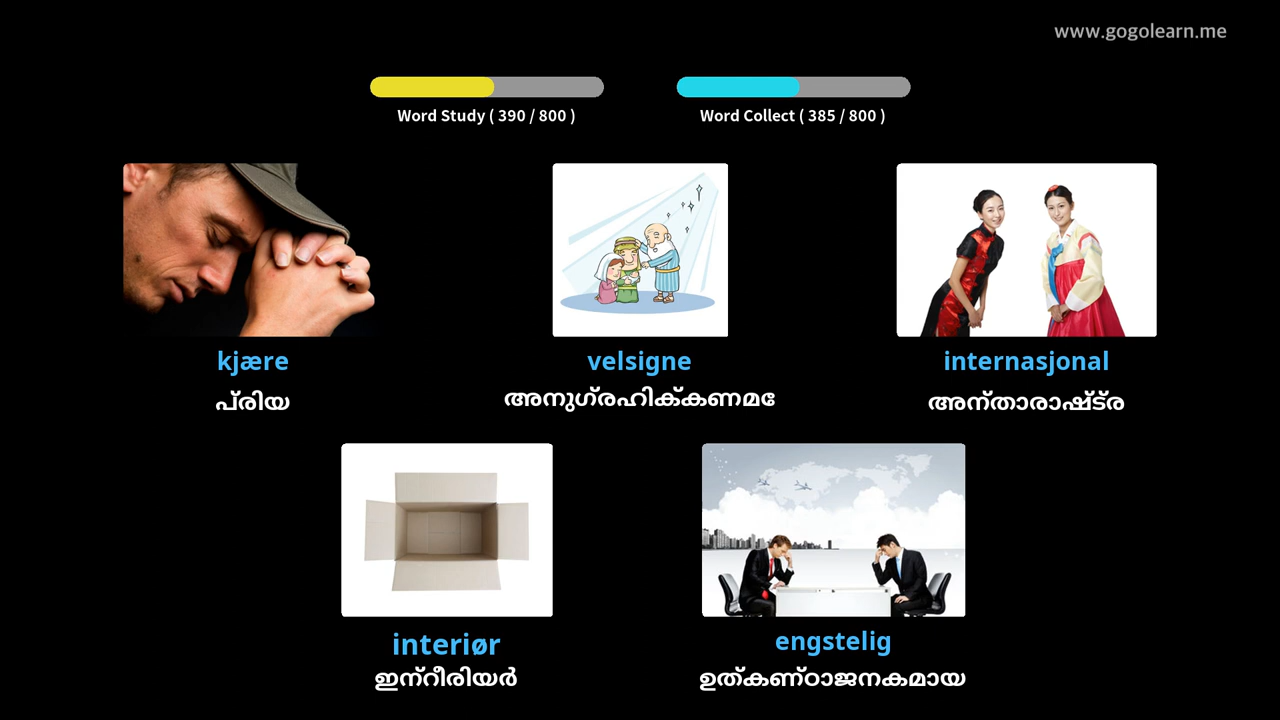 www.gogolearn.me
Word Study ( 390 / 800 )
Word Collect ( 385 / 800 )
kjære
പ്രിയ
velsigne
അനുഗ്രഹിക്കണമേ
internasjonal
അന്താരാഷ്ട്ര
interiør
ഇന്റീരിയർ
engstelig
ഉത്കണ്ഠാജനകമായ